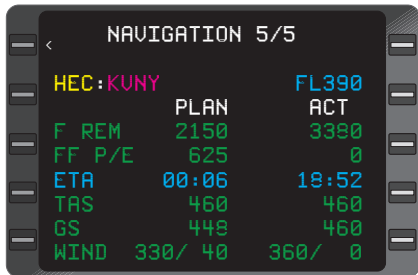 < NAVIGATION 5/5
HEC:KVNY FL390
PLAN ACT
F REM 2150 3380
FF P/E 625 0
ETA 00:06 18:52
TAS 460 460
GS 448 460
WIND 330/ 40 360/ 0